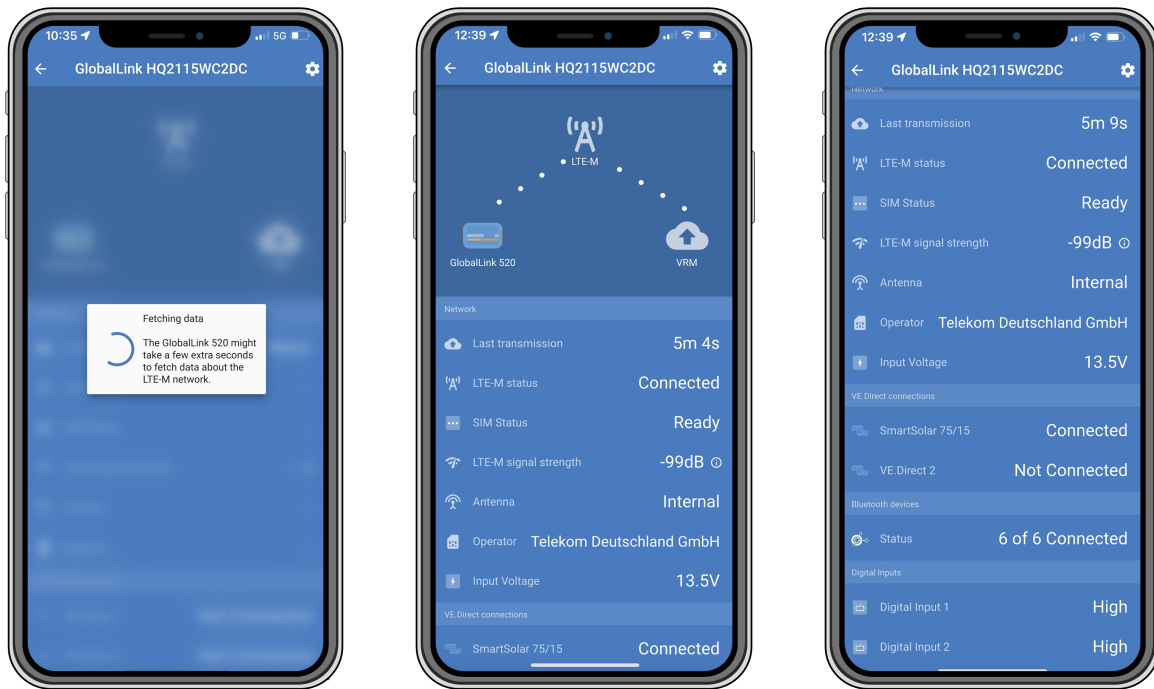 10:35
5G
GlobalLink HQ2115WC2DC
Fetching data
The GlobalLink 520 might
take a few extra seconds
to fetch data about the
LTE-M network.
12:39
GlobalLink HQ2115WC2DC
LTE-M
GlobalLink 520
VRM
Network
Last transmission 5m 4s
LTE-M status Connected
SIM Status Ready
LTE-M signal strength -99dB
Antenna Internal
Operator Telekom Deutschland GmbH
Input Voltage 13.5V
VE.Direct connections
SmartSolar 75/15 Connected
12:39
GlobalLink HQ2115WC2DC
Network
Last transmission 5m 9s
LTE-M status Connected
SIM Status Ready
LTE-M signal strength -99dB
Antenna Internal
Operator Telekom Deutschland GmbH
Input Voltage 13.5V
VE.Direct connections
SmartSolar 75/15 Connected
VE.Direct 2 Not Connected
Bluetooth devices
Status 6 of 6 Connected
Digital Inputs
Digital Input 1 High
Digital Input 2 High